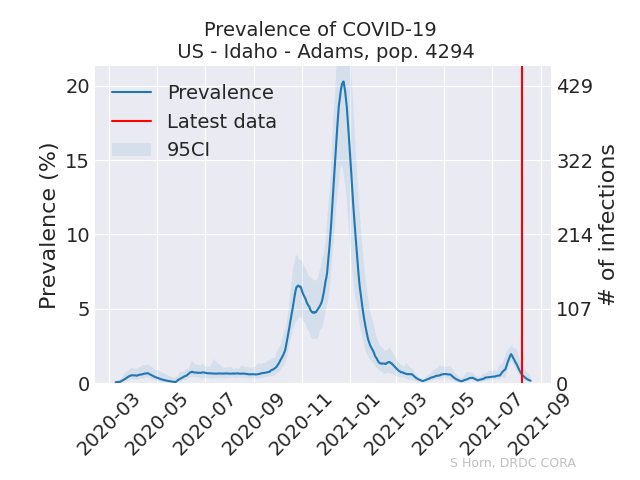 Prevalence of COVID-19
US - Idaho - Adams, pop. 4294
Prevalence
Latest data
95CI
Prevalence (%)
20
15
10
5
0
429
322
214
107
0
# of infections
2020-03
2020-05
2020-07
2020-09
2020-11
2021-01
2021-03
2021-05
2021-07
2021-09
S Horn, DRDC CORA